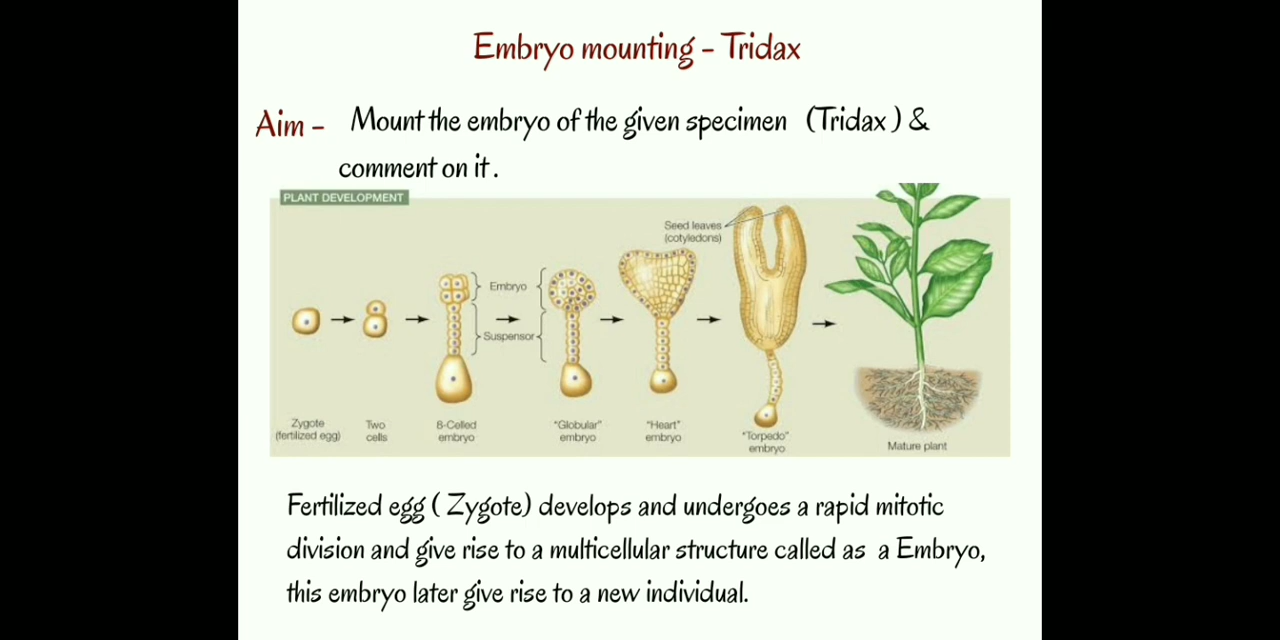 Embryo mounting - Tridax
Aim - Mount the embryo of the given specimen (Tridax) &
comment on it.
PLANT DEVELOPMENT
Seed leaves
(cotyledons)
Embryo
Suspensor
Zygote
(fertilized egg)
Two
cells
8-Celled
embryo
"Globular"
embryo
"Heart"
embryo
"Torpedo"
embryo
Mature plant
Fertilized egg ( Zygote) develops and undergoes a rapid mitotic
division and give rise to a multicellular structure called as a Embryo,
this embryo later give rise to a new individual.